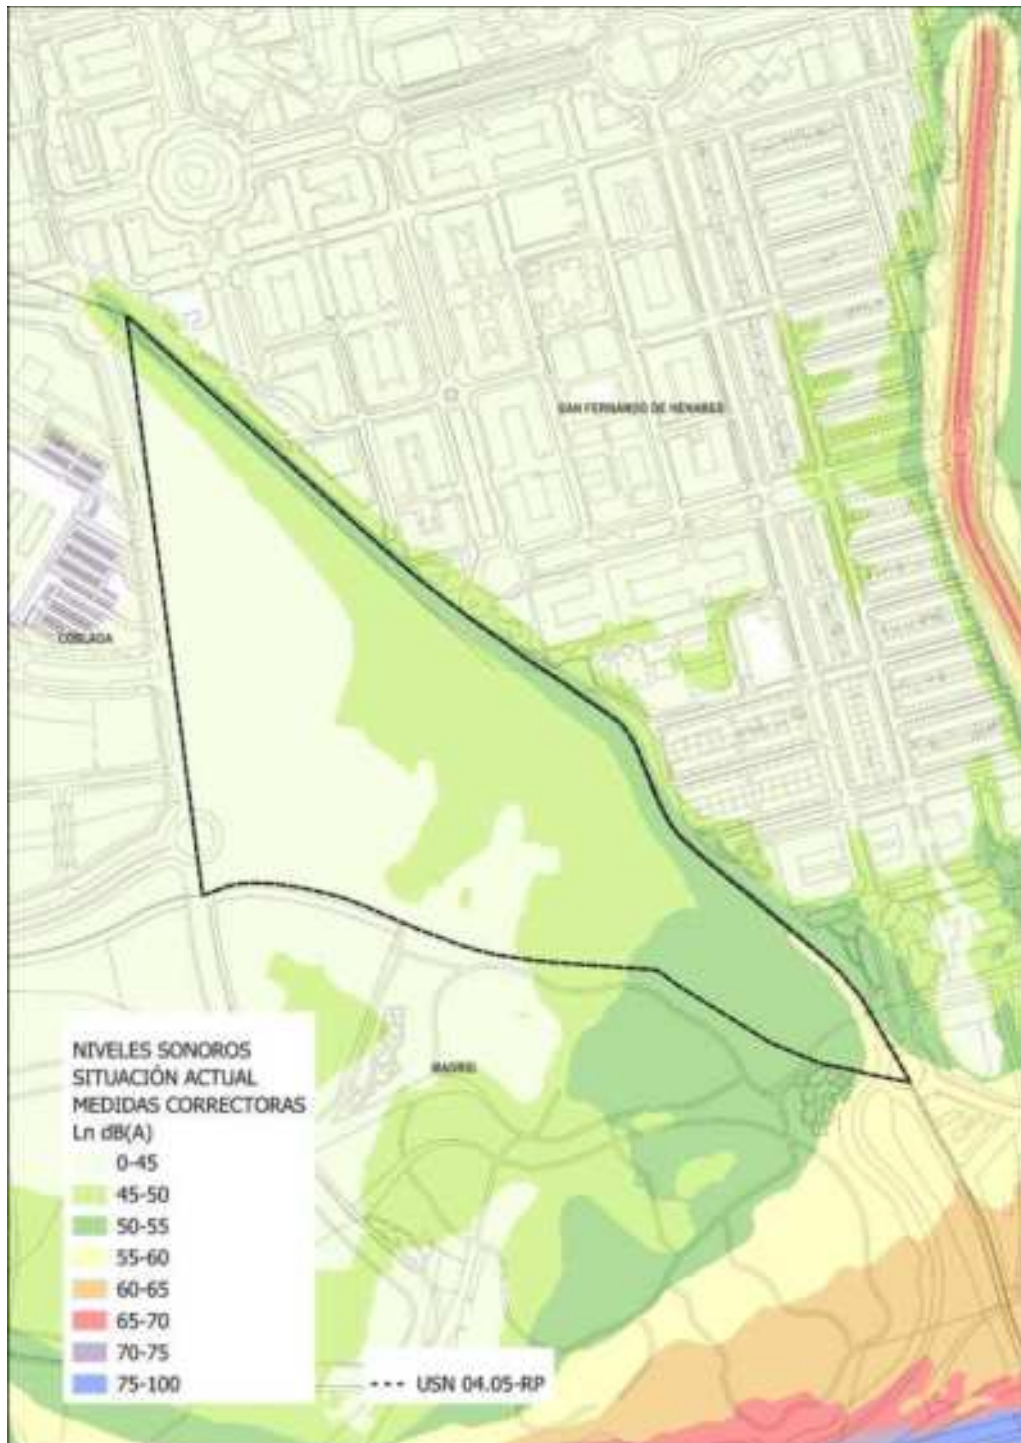 SAN FERNANDO DE HENARES
COSLADA
MADRID
NIVELES SONOROS
SITUACIÓN ACTUAL
MEDIDAS CORRECTORAS
Ln dB(A)
0-45
45-50
50-55
55-60
60-65
65-70
70-75
75-100
USN 04.05-RP